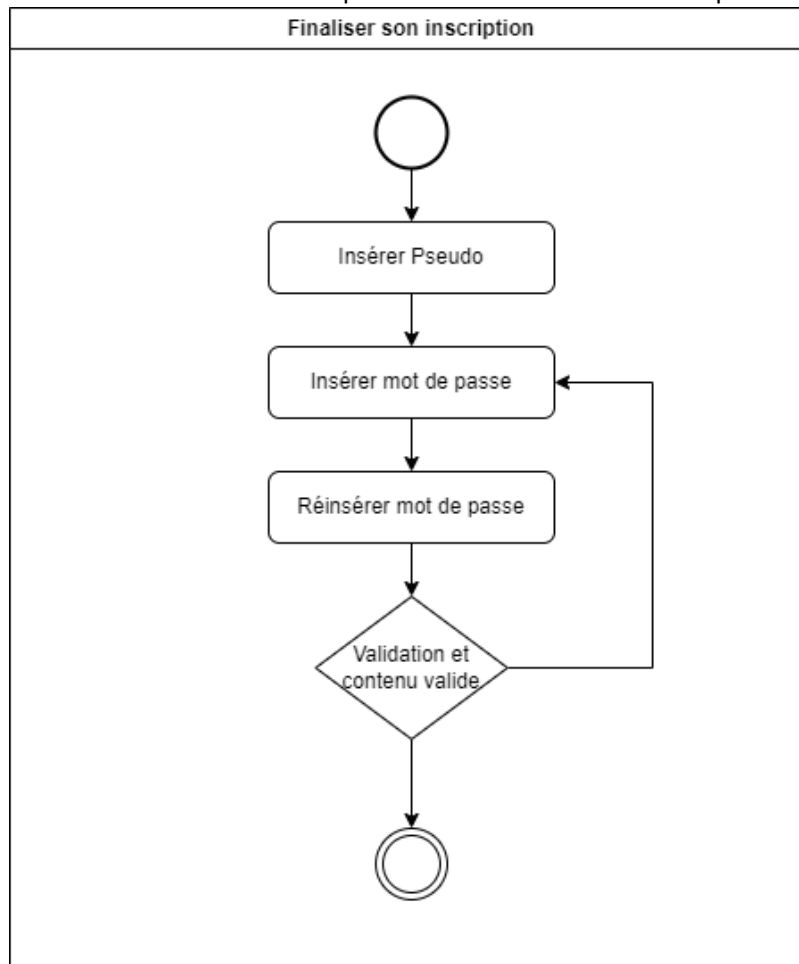 Finaliser son inscription
Insérer Pseudo
Insérer mot de passe
Réinsérer mot de passe
Validation et
contenu valide